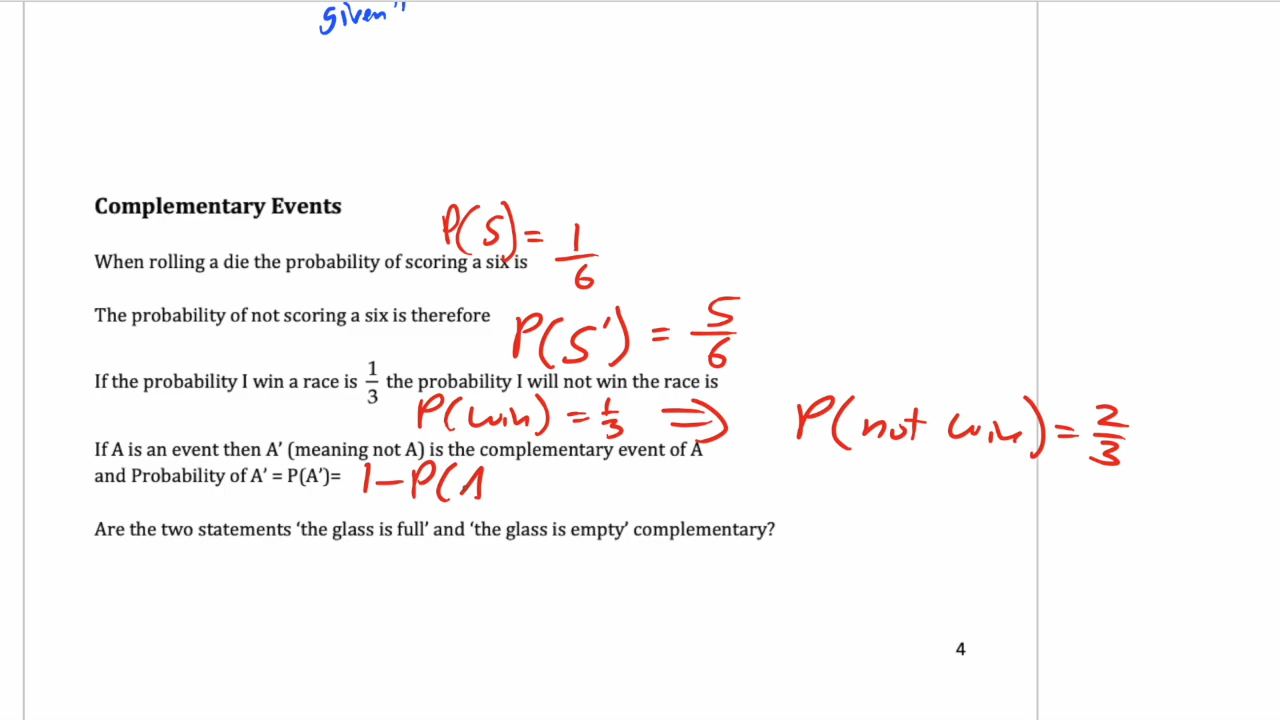 given"
Complementary Events
P(S) = 1/6
When rolling a die the probability of scoring a six is
The probability of not scoring a six is therefore
P(S') = 5/6
If the probability I win a race is 1/3 the probability I will not win the race is
P(win) = 1/3 ⇒ P(not win) = 2/3
If A is an event then A′ (meaning not A) is the complementary event of A
and Probability of A′ = P(A′)= 1-P(A
Are the two statements ‘the glass is full’ and ‘the glass is empty’ complementary?
4